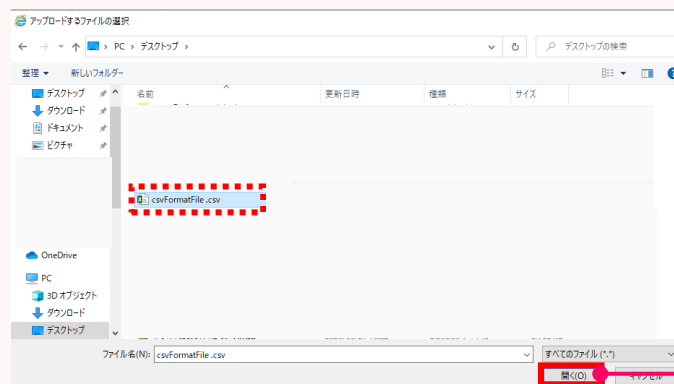 アップロードするファイルの選択
PC › デスクトップ ›
デスクトップの検索
整理 新しいフォルダー
名前 更新日時 種類 サイズ
デスクトップ
ダウンロード
ドキュメント
ピクチャ
csvFormatFile.csv
OneDrive
PC
3D オブジェクト
ダウンロード
デスクトップ
ファイル名(N): csvFormatFile.csv すべてのファイル (*.*)
開く(O) キャンセル